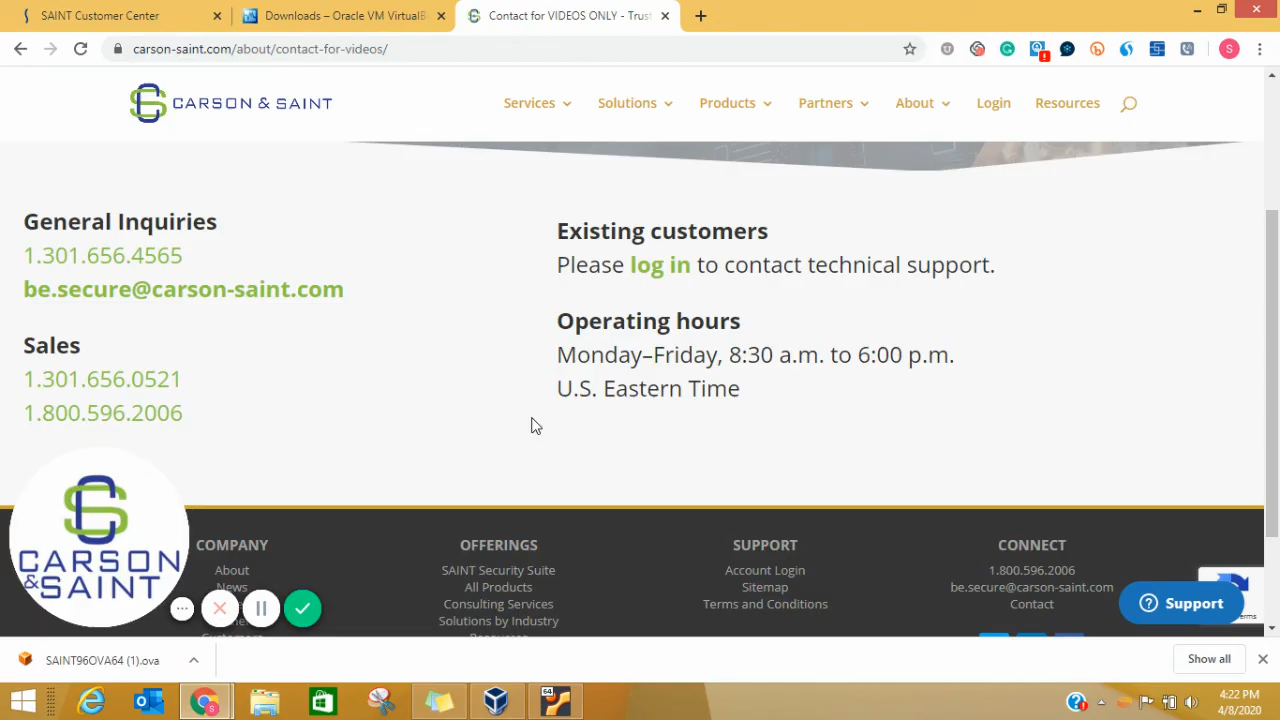 SAINT Customer Center
Downloads – Oracle VM VirtualB
Contact for VIDEOS ONLY - Trust
carson-saint.com/about/contact-for-videos/
S
CARSON & SAINT
Services
Solutions
Products
Partners
About
Login
Resources
General Inquiries
1.301.656.4565
be.secure@carson-saint.com
Sales
1.301.656.0521
1.800.596.2006
Existing customers
Please log in to contact technical support.
Operating hours
Monday–Friday, 8:30 a.m. to 6:00 p.m.
U.S. Eastern Time
CARSON
&SAINT
COMPANY
About
News
OFFERINGS
SAINT Security Suite
All Products
Consulting Services
Solutions by Industry
SUPPORT
Account Login
Sitemap
Terms and Conditions
CONNECT
1.800.596.2006
be.secure@carson-saint.com
Contact
Support
SAINT96OVA64 (1).ova
Show all
64
4:22 PM
4/8/2020